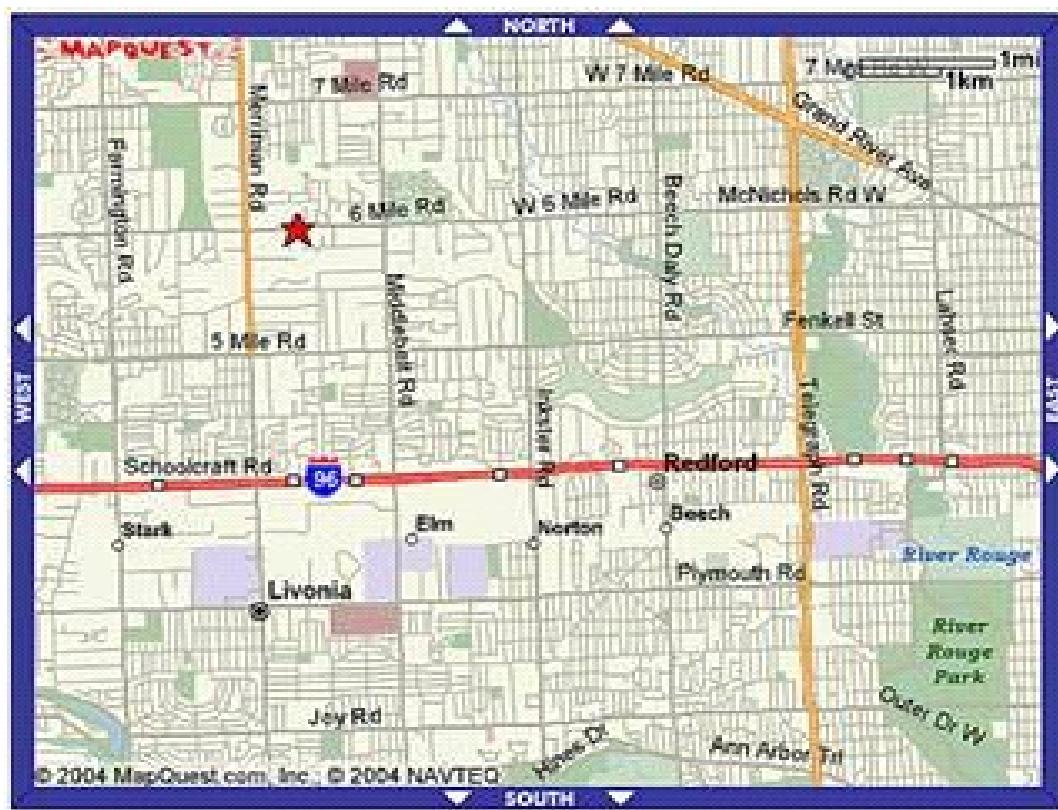 NORTH
MAPQUEST
1mi
1km
7 Mile Rd
W 7 Mile Rd
Grand River Ave
Merriman Rd
Farmington Rd
6 Mile Rd
W 6 Mile Rd
McNichols Rd W
Beech Daly Rd
Middlebelt Rd
5 Mile Rd
Fenkell St
Lahser Rd
WEST
Inkster Rd
Telegraph Rd
Schoolcraft Rd
96
Redford
Stark
Elm
Norton
Beech
River Rouge
Plymouth Rd
Livonia
River
Rouge
Park
Joy Rd
Outer Dr W
Hines Dr
Ann Arbor Trl
© 2004 MapQuest.com, Inc.; © 2004 NAVTEQ
SOUTH